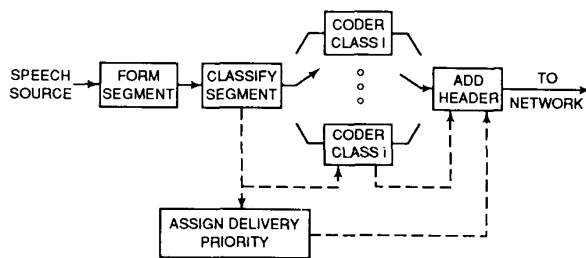 SPEECH
SOURCE
FORM
SEGMENT
CLASSIFY
SEGMENT
CODER
CLASS I
CODER
CLASS i
ADD
HEADER
TO
NETWORK
ASSIGN DELIVERY
PRIORITY